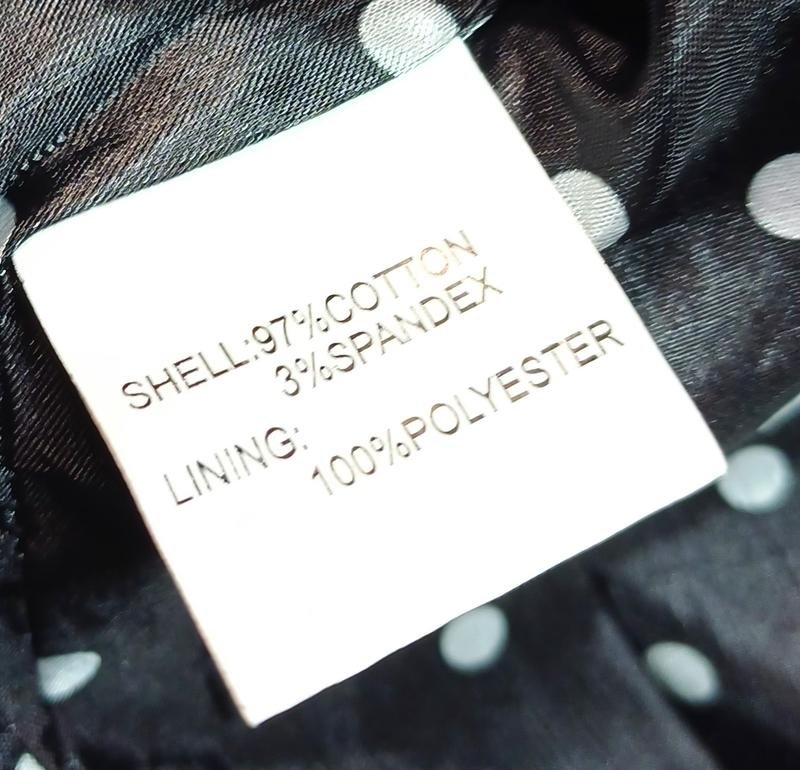 SHELL:97%COTTON
3%SPANDEX
LINING:
100%POLYESTER